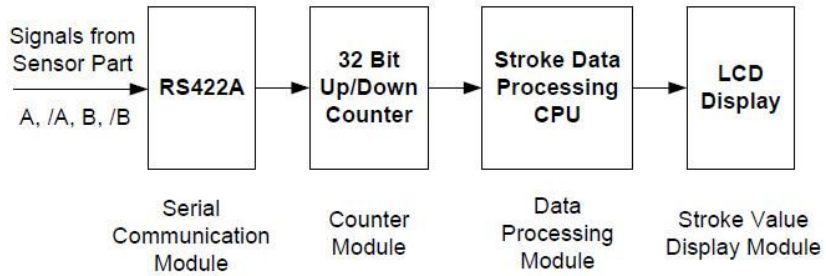 Signals from
Sensor Part
A, /A, B, /B
RS422A
32 Bit
Up/Down
Counter
Stroke Data
Processing
CPU
LCD
Display
Serial
Communication
Module
Counter
Module
Data
Processing
Module
Stroke Value
Display Module